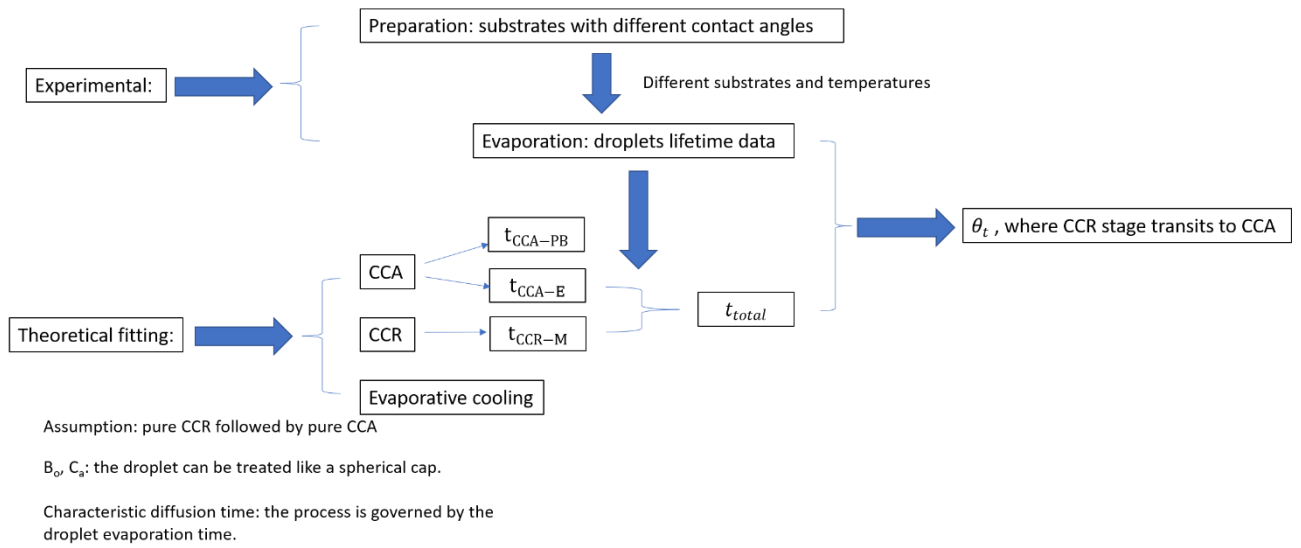 Preparation: substrates with different contact angles
Experimental:
Different substrates and temperatures
Evaporation: droplets lifetime data
θₜ , where CCR stage transits to CCA
t_CCA−PB
CCA
t_CCA−E
t_total
Theoretical fitting:
CCR
t_CCR−M
Evaporative cooling
Assumption: pure CCR followed by pure CCA
Bₒ, Cₐ: the droplet can be treated like a spherical cap.
Characteristic diffusion time: the process is governed by the
droplet evaporation time.